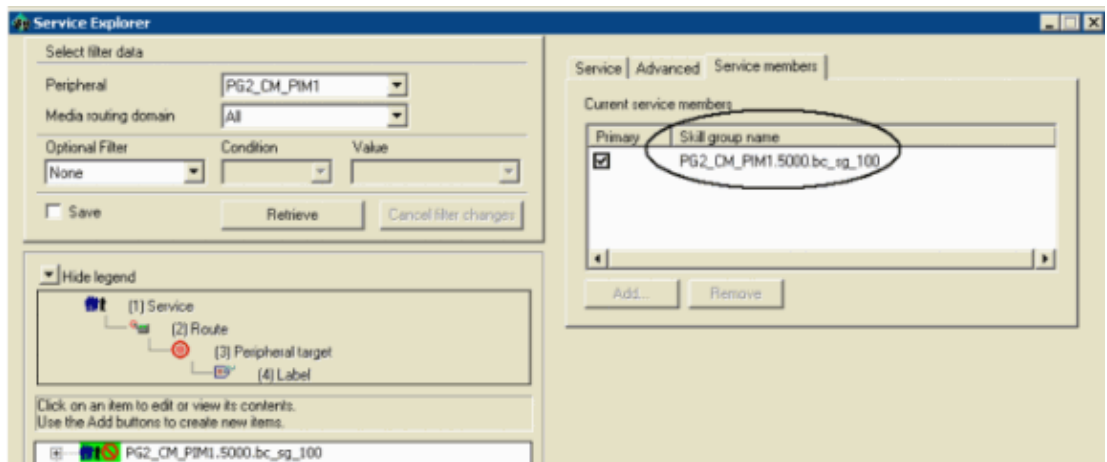 Service Explorer
Select filter data
Peripheral
PG2_CM_PIM1
Media routing domain
All
Optional Filter
Condition
Value
None
Save
Retrieve
Cancel filter changes
Hide legend
(1) Service
(2) Route
(3) Peripheral target
(4) Label
Click on an item to edit or view its contents.
Use the Add buttons to create new items.
PG2_CM_PIM1.5000.bc_sg_100
Service
Advanced
Service members
Current service members
Primary
Skill group name
PG2_CM_PIM1.5000.bc_sg_100
Add...
Remove